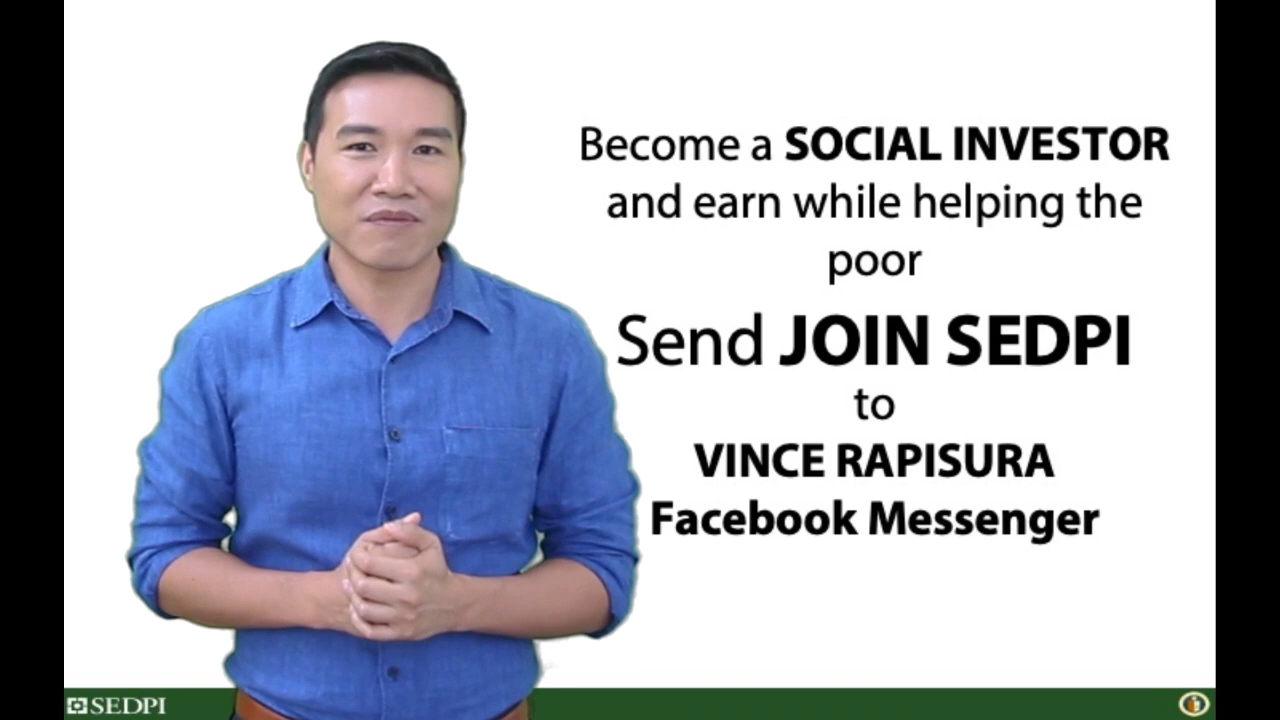 Become a SOCIAL INVESTOR
and earn while helping the
poor
Send JOIN SEDPI
to
VINCE RAPISURA
Facebook Messenger
SEDPI